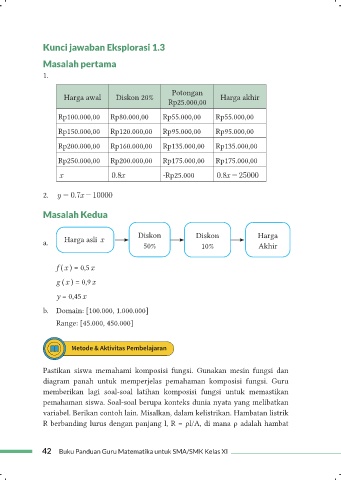 Kunci jawaban Eksplorasi 1.3
Masalah pertama
1.
Harga awal Diskon 20% Potongan Rp25.000,00 Harga akhir
Rp100.000,00 Rp80.000,00 Rp55.000,00 Rp55.000,00
Rp150.000,00 Rp120.000,00 Rp95.000,00 Rp95.000,00
Rp200.000,00 Rp160.000,00 Rp135.000,00 Rp135.000,00
Rp250.000,00 Rp200.000,00 Rp175.000,00 Rp175.000,00
x 0.8x -Rp25.000 0.8x − 25000
2. y = 0.7x − 10000
Masalah Kedua
a. Harga asli x Diskon 50% Diskon 10% Harga Akhir
f ( x ) = 0,5 x
g ( x ) = 0,9 x
y = 0,45 x
b. Domain: [100.000, 1.000.000]
Range: [45.000, 450.000]
Metode & Aktivitas Pembelajaran
Pastikan siswa memahami komposisi fungsi. Gunakan mesin fungsi dan
diagram panah untuk memperjelas pemahaman komposisi fungsi. Guru
memberikan lagi soal-soal latihan komposisi fungsi untuk memastikan
pemahaman siswa. Soal-soal berupa konteks dunia nyata yang melibatkan
variabel. Berikan contoh lain. Misalkan, dalam kelistrikan. Hambatan listrik
R berbanding lurus dengan panjang l, R = ρl/A, di mana ρ adalah hambat
42 Buku Panduan Guru Matematika untuk SMA/SMK Kelas XI